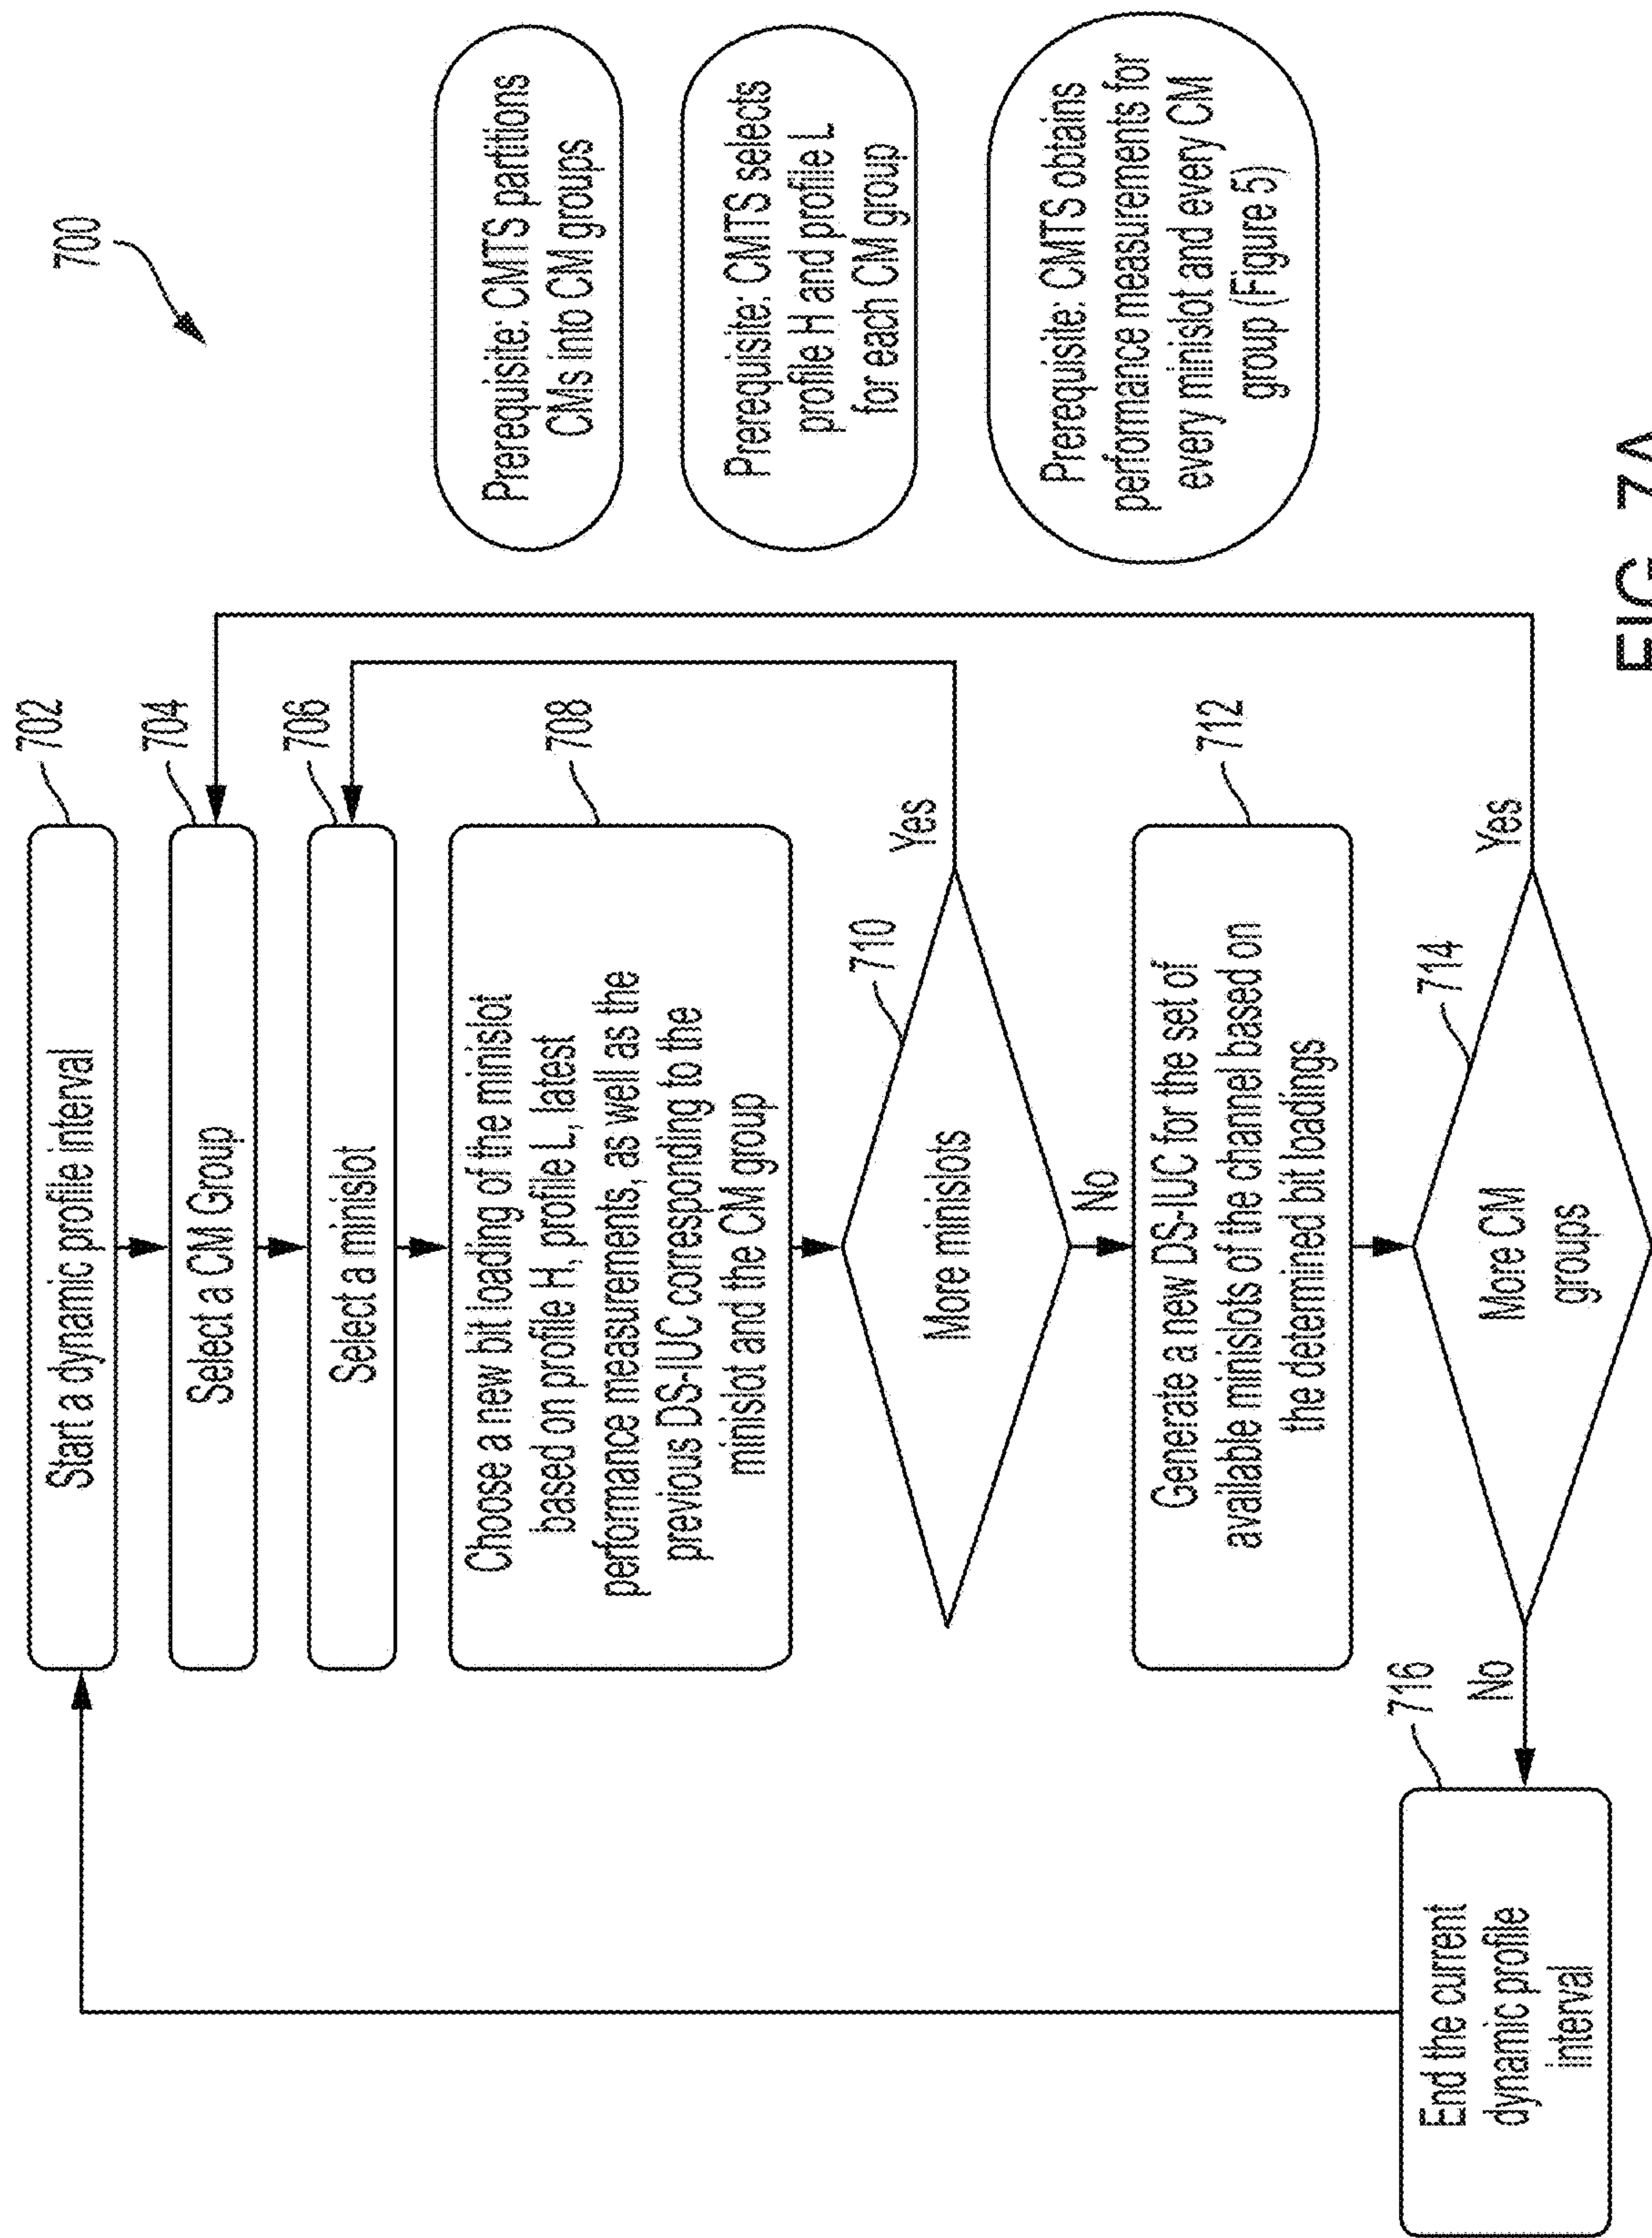 700
702
Start a dynamic profile interval
704
Select a CM Group
706
Select a minislot
708
Choose a new bit loading of the minislot
based on profile H, profile L, latest
performance measurements, as well as the
previous DS-IUC corresponding to the
minislot and the CM group
710
More minislots
Yes
No
712
Generate a new DS-IUC for the set of
available minislots of the channel based on
the determined bit loadings
714
More CM
groups
Yes
No
716
End the current
dynamic profile
interval
Prerequisite: CMTS partitions
CMs into CM groups
Prerequisite: CMTS selects
profile H and profile L
for each CM group
Prerequisite: CMTS obtains
performance measurements for
every minislot and every CM
group (Figure 5)
FIG. 7A